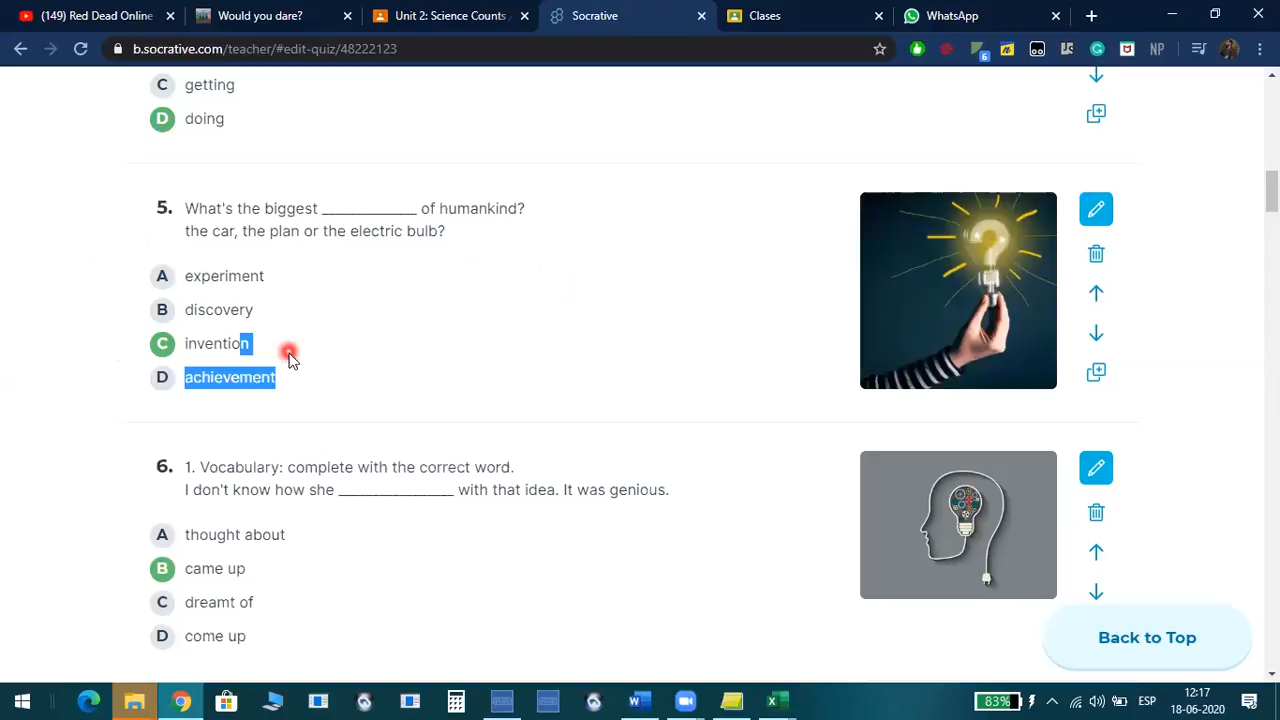 (149) Red Dead Online
Would you dare?
Unit 2: Science Counts
Socrative
Clases
WhatsApp
b.socrative.com/teacher/#edit-quiz/48222123
6
NP
C getting
D doing
5. What's the biggest ______________ of humankind?
the car, the plan or the electric bulb?
A experiment
B discovery
C invention
D achievement
6. 1. Vocabulary: complete with the correct word.
I don't know how she _________________ with that idea. It was genious.
A thought about
B came up
C dreamt of
D come up
Back to Top
83%
ESP
12:17
18-06-2020